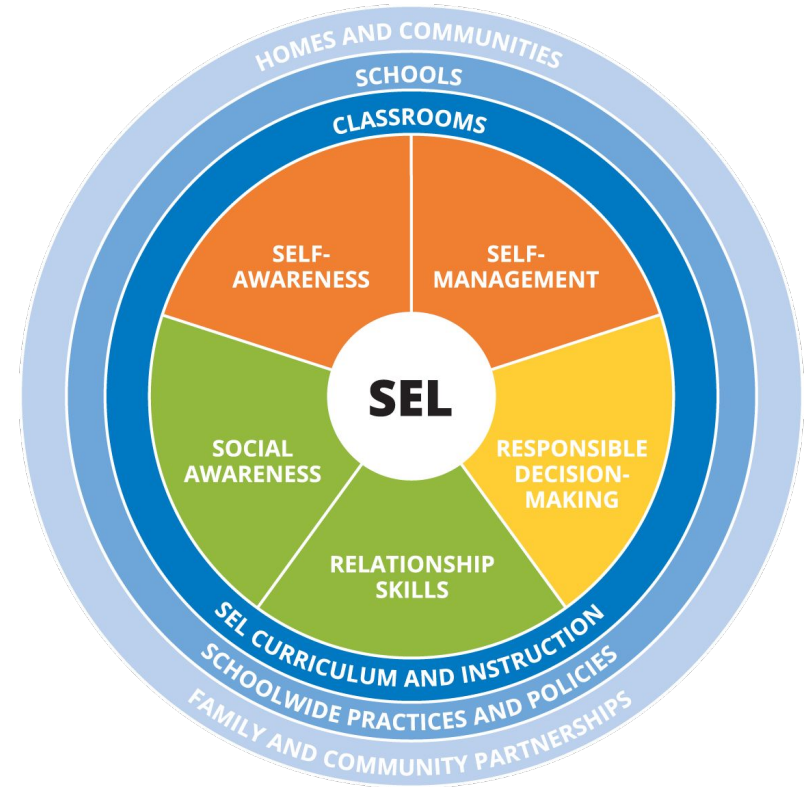 HOMES AND COMMUNITIES
SCHOOLS
CLASSROOMS
SELF-
AWARENESS
SELF-
MANAGEMENT
SEL
SOCIAL
AWARENESS
RESPONSIBLE
DECISION-
MAKING
RELATIONSHIP
SKILLS
SEL CURRICULUM AND INSTRUCTION
SCHOOLWIDE PRACTICES AND POLICIES
FAMILY AND COMMUNITY PARTNERSHIPS